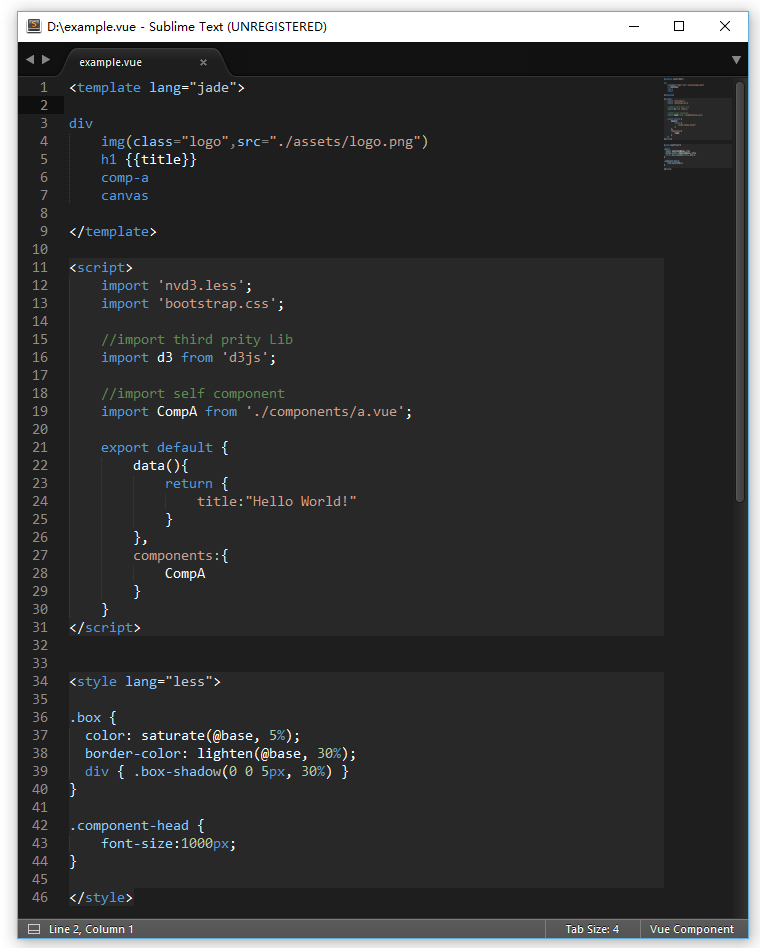 D:\example.vue - Sublime Text (UNREGISTERED)
example.vue
1 <template lang="jade">
2
3 div
4     img(class="logo",src="./assets/logo.png")
5     h1 {{title}}
6     comp-a
7     canvas
8
9 </template>
10
11 <script>
12     import 'nvd3.less';
13     import 'bootstrap.css';
14
15     //import third prity Lib
16     import d3 from 'd3js';
17
18     //import self component
19     import CompA from './components/a.vue';
20
21     export default {
22         data(){
23             return {
24                 title:"Hello World!"
25             }
26         },
27         components:{
28             CompA
29         }
30     }
31 </script>
32
33
34 <style lang="less">
35
36 .box {
37   color: saturate(@base, 5%);
38   border-color: lighten(@base, 30%);
39   div { .box-shadow(0 0 5px, 30%) }
40 }
41
42 .component-head {
43     font-size:1000px;
44 }
45
46 </style>
Line 2, Column 1 Tab Size: 4 Vue Component